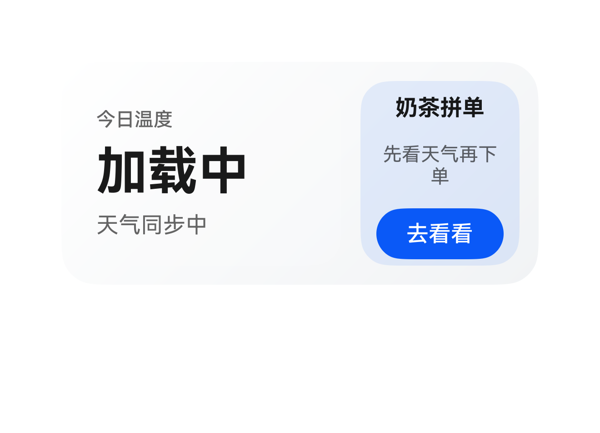 今日温度
加载中
天气同步中
奶茶拼单
先看天气再下
单
去看看